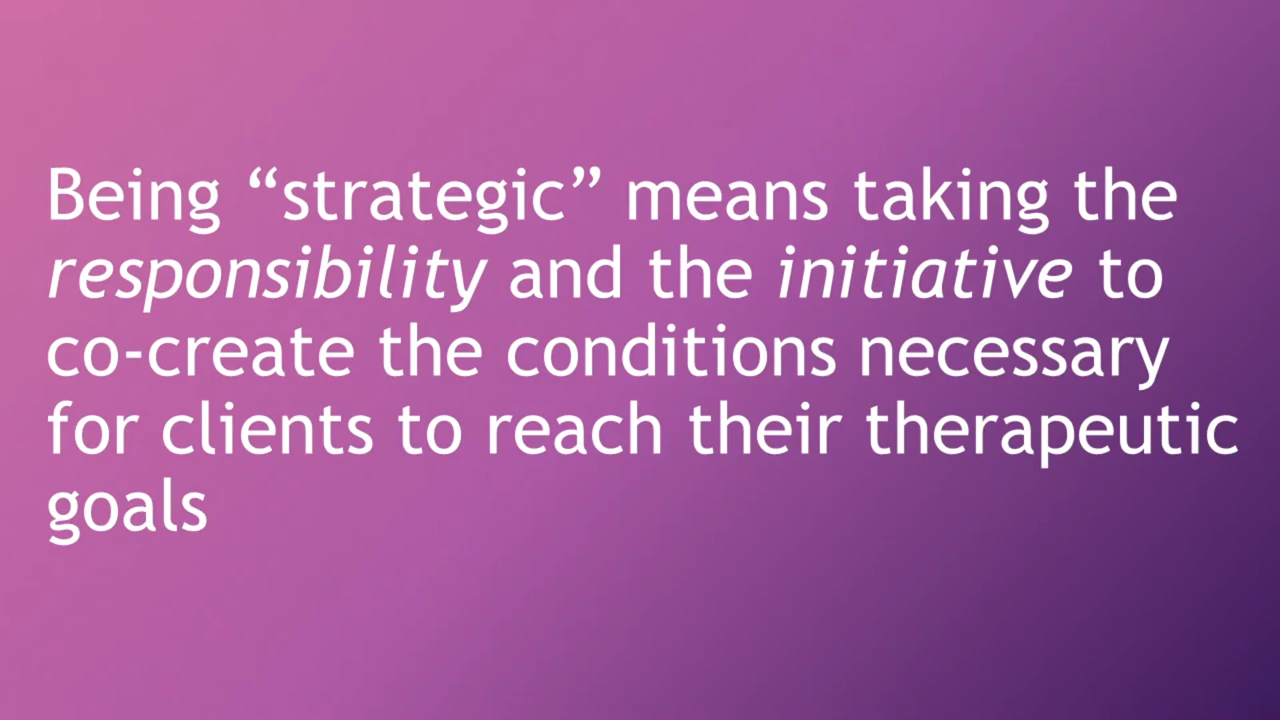 Being “strategic” means taking the
responsibility and the initiative to
co-create the conditions necessary
for clients to reach their therapeutic
goals